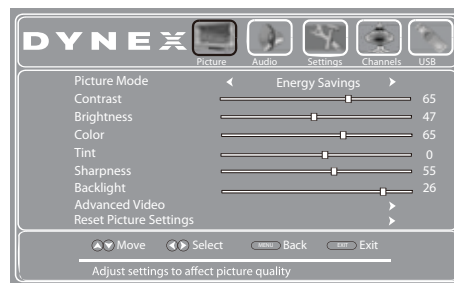 DYNEX
Picture Audio Settings Channels USB
Picture Mode Energy Savings
Contrast 65
Brightness 47
Color 65
Tint 0
Sharpness 55
Backlight 26
Advanced Video
Reset Picture Settings
Move Select MENU Back EXIT Exit
Adjust settings to affect picture quality